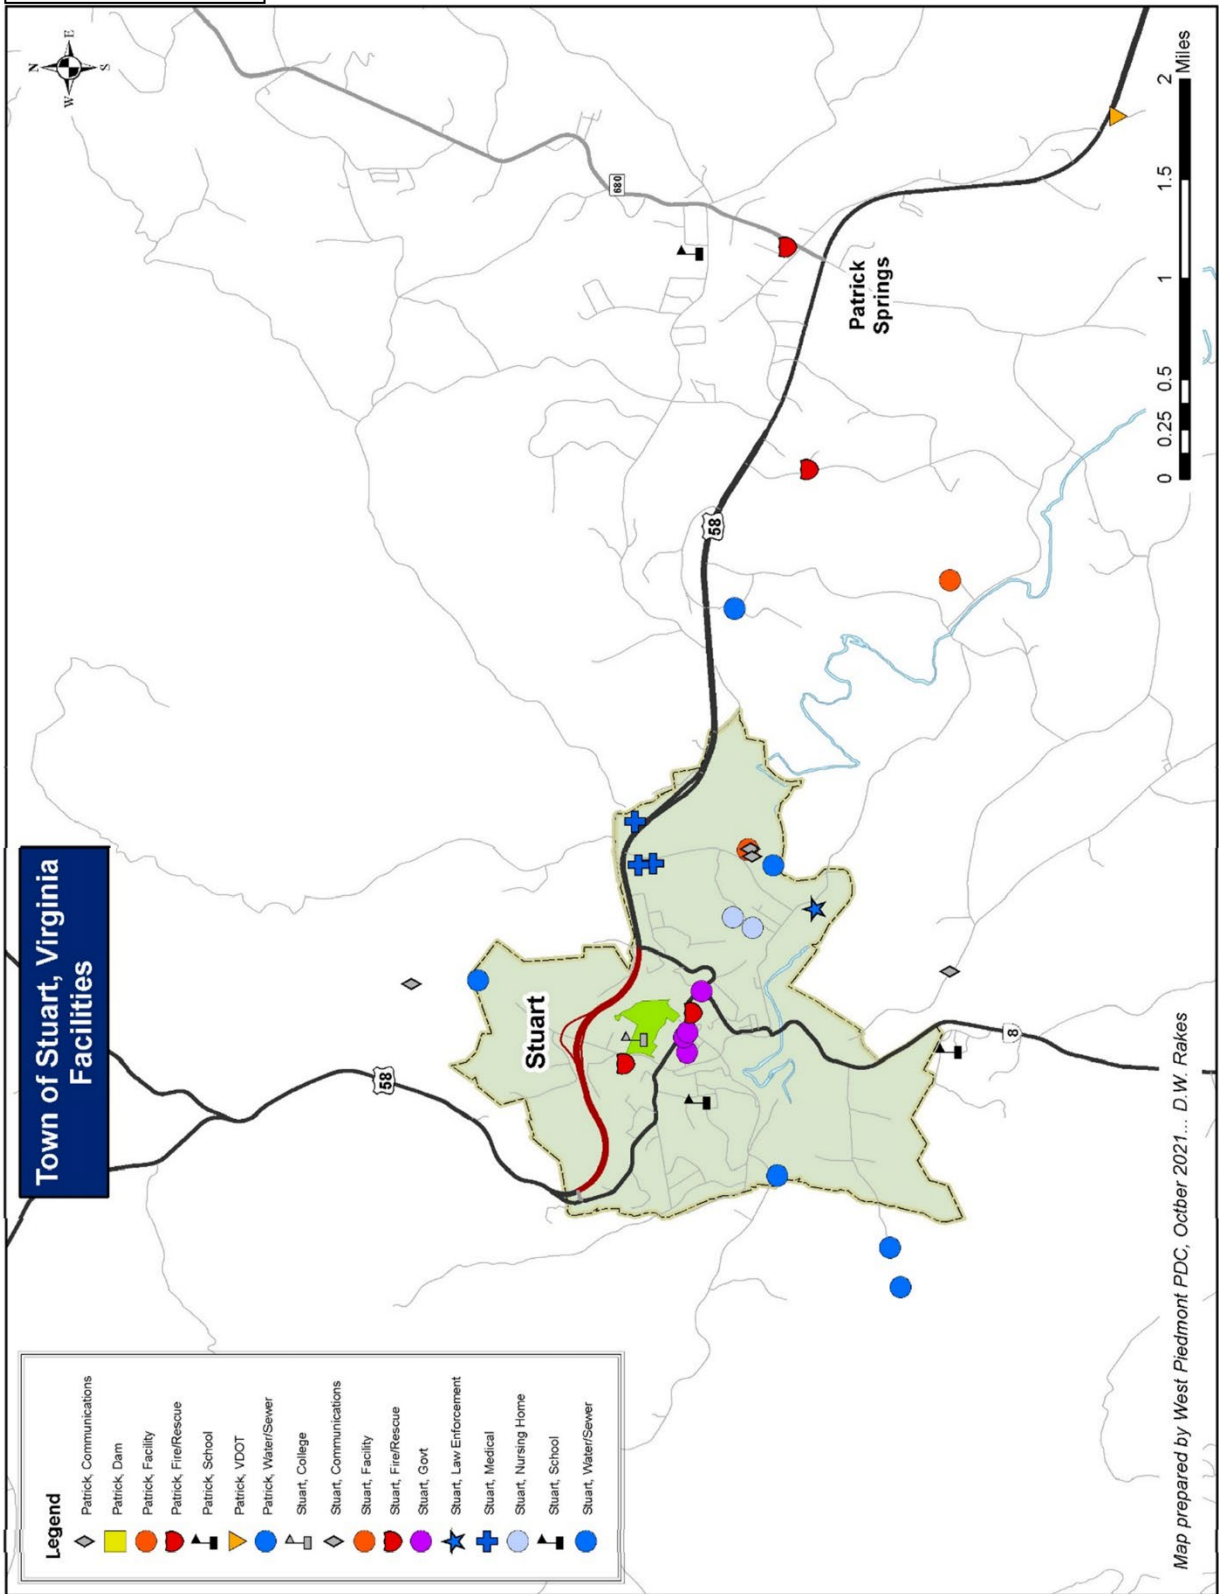 Town of Stuart, Virginia
Facilities
N
W
E
S
58
680
58
Stuart
Patrick
Springs
8
Legend
Patrick, Communications
Patrick, Dam
Patrick, Facility
Patrick, Fire/Rescue
Patrick, School
Patrick, VDOT
Patrick, Water/Sewer
Stuart, College
Stuart, Communications
Stuart, Facility
Stuart, Fire/Rescue
Stuart, Govt
Stuart, Law Enforcement
Stuart, Medical
Stuart, Nursing Home
Stuart, School
Stuart, Water/Sewer
0 0.25 0.5 1 1.5 2
Miles
Map prepared by West Piedmont PDC, Octber 2021... D.W. Rakes